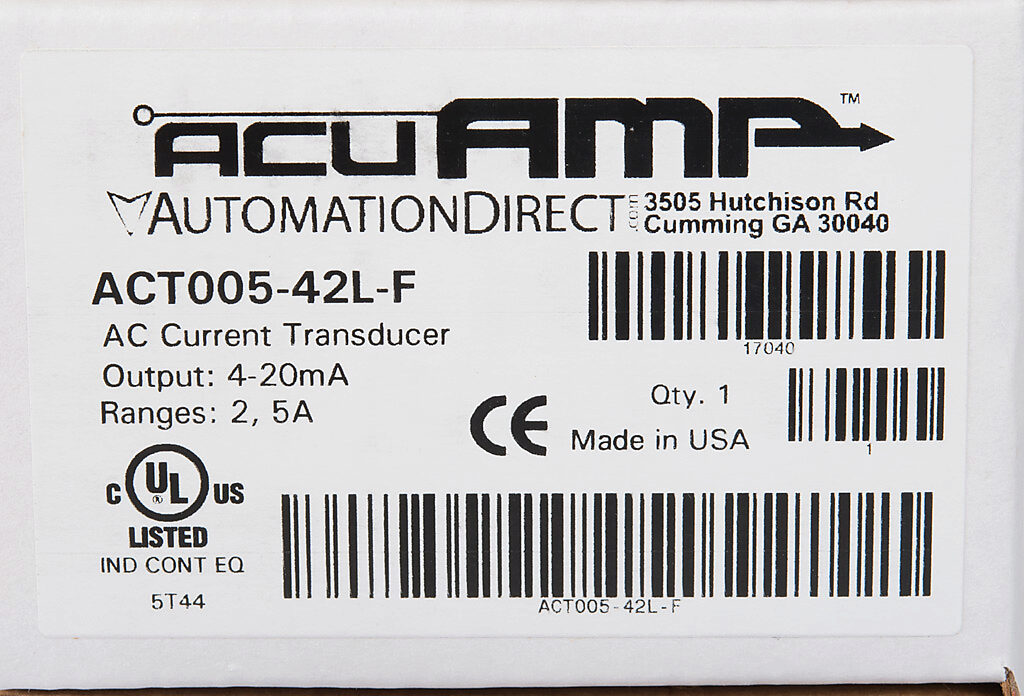 ACUAMP™
AUTOMATIONDIRECT.com
3505 Hutchison Rd
Cumming GA 30040
ACT005-42L-F
AC Current Transducer
Output: 4-20mA
Ranges: 2, 5A
17040
Qty. 1
1
CE
Made in USA
C UL® US
LISTED
IND CONT EQ
5T44
ACT005-42L-F